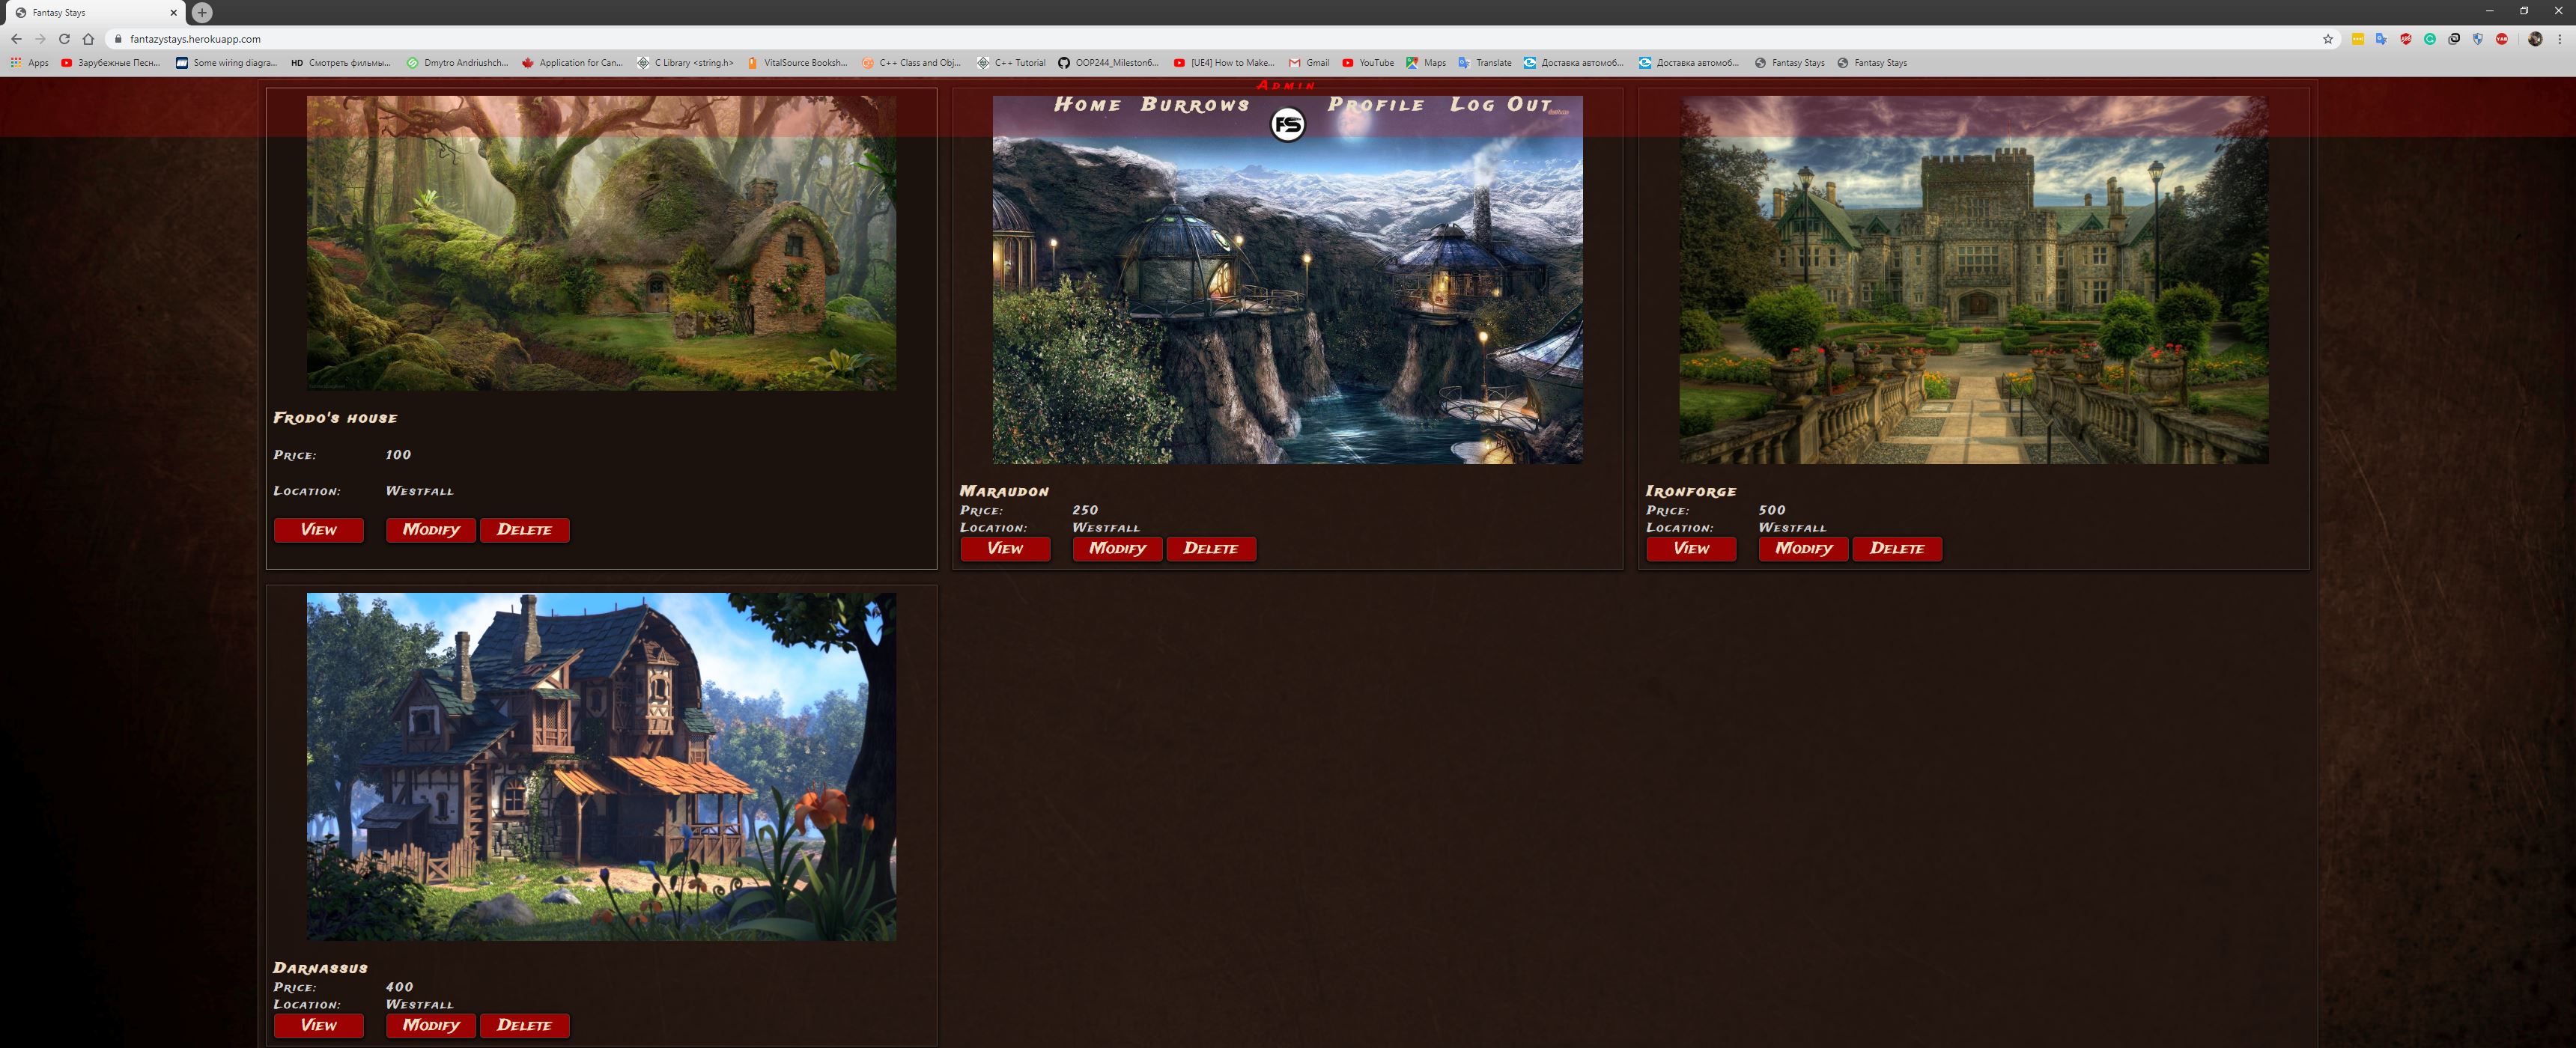 Fantasy Stays
fantazystays.herokuapp.com
Apps
Зарубежные Песн...
Some wiring diagra...
HD Смотреть фильмы...
Dmytro Andriushch...
Application for Can...
C Library <string.h>
VitalSource Booksh...
C++ Class and Obj...
C++ Tutorial
OOP244_Mileston6...
[UE4] How to Make...
Gmail
YouTube
Maps
Translate
Доставка автомоб...
Доставка автомоб...
Fantasy Stays
Fantasy Stays
Admin
Home Burrows FS Profile Log Out
Frodo's house
Price: 100
Location: Westfall
View Modify Delete
Maraudon
Price: 250
Location: Westfall
View Modify Delete
Ironforge
Price: 500
Location: Westfall
View Modify Delete
Darnassus
Price: 400
Location: Westfall
View Modify Delete